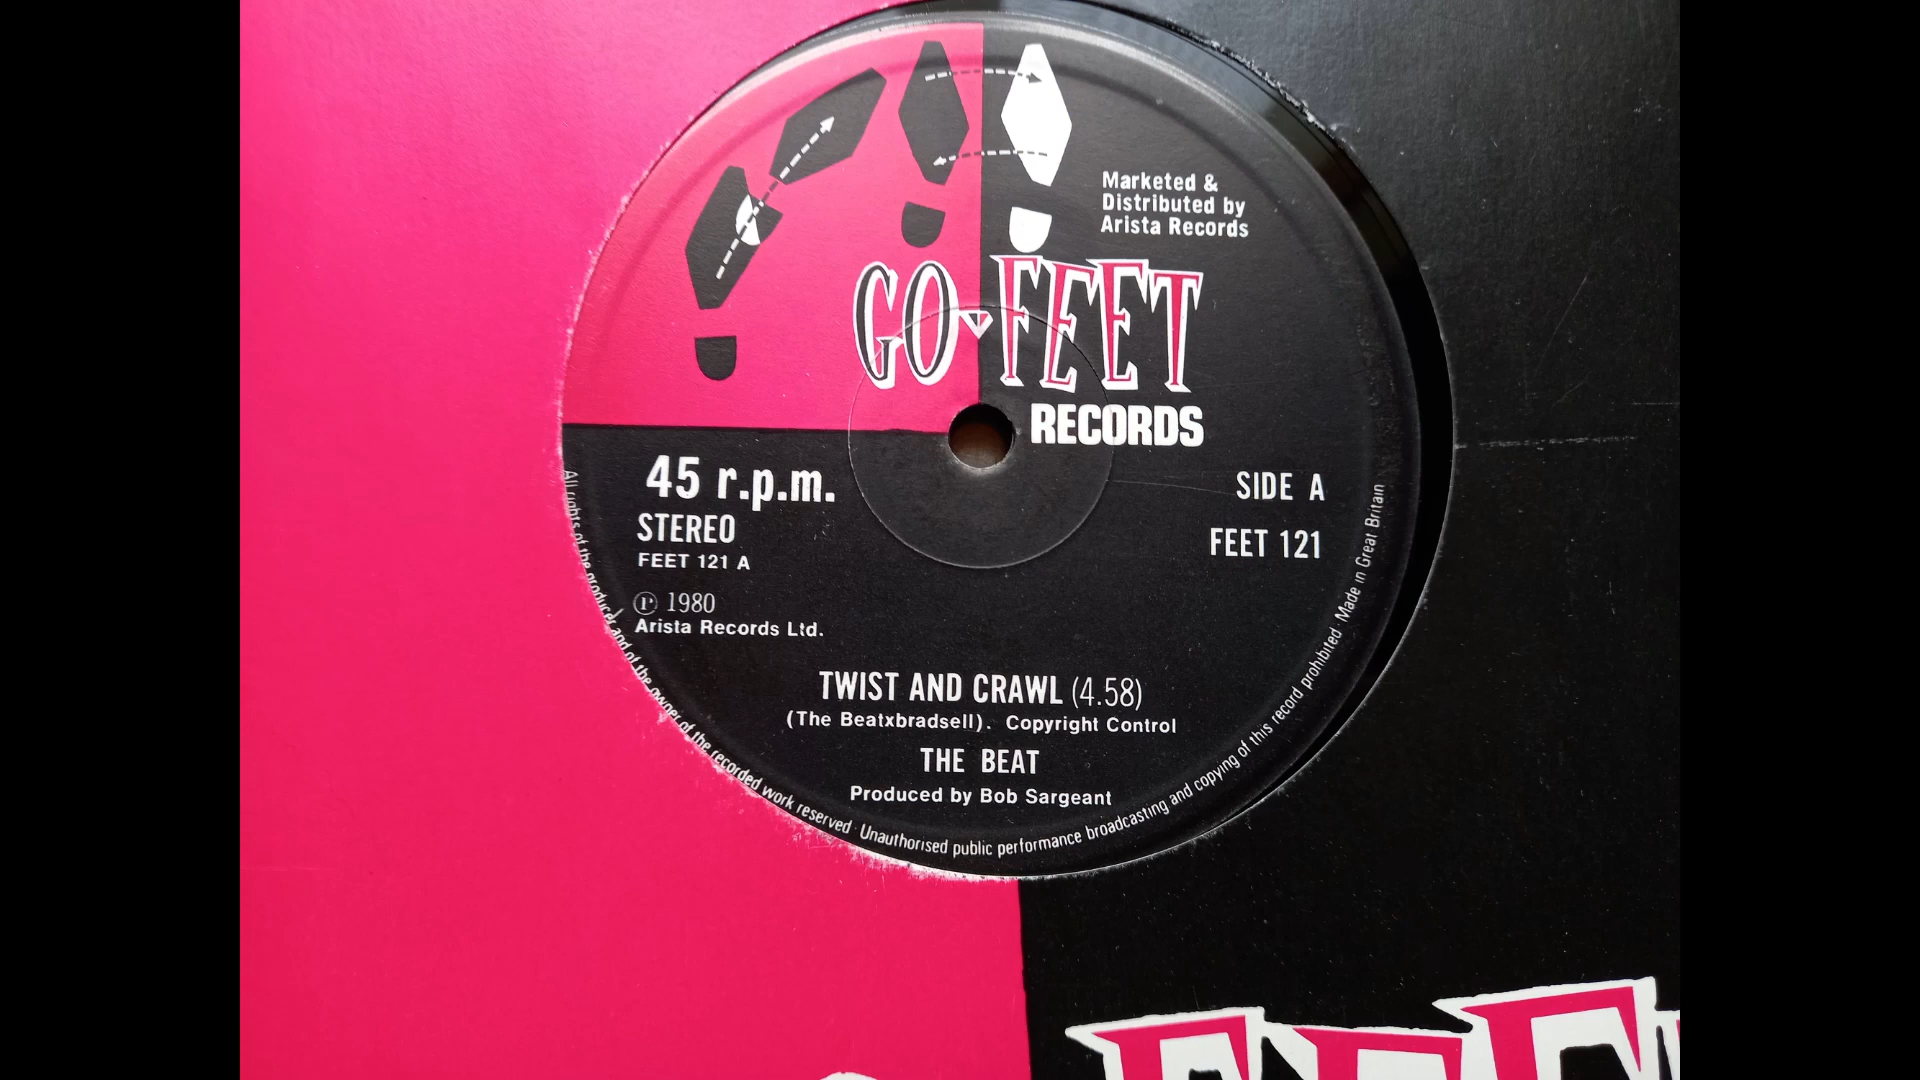 Marketed &
Distributed by
Arista Records
GO FEET
RECORDS
45 r.p.m.
STEREO
FEET 121 A
SIDE A
FEET 121
℗ 1980
Arista Records Ltd.
TWIST AND CRAWL (4.58)
(The Beatxbradsell). Copyright Control
THE BEAT
Produced by Bob Sargeant
All rights of the producer and of the owner of the recorded work reserved · Unauthorised public performance broadcasting and copying of this record prohibited · Made in Great Britain